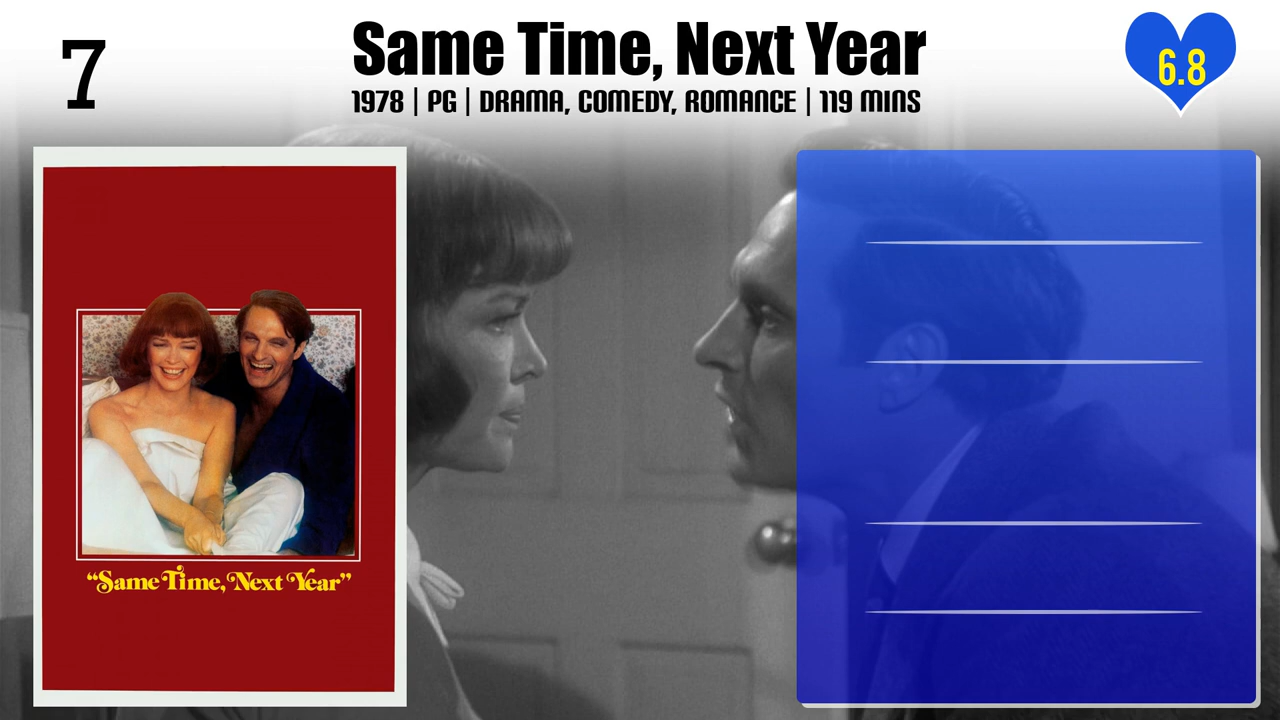 7
Same Time, Next Year
1978 | PG | DRAMA, COMEDY, ROMANCE | 119 MINS
6.8
“Same Time, Next Year”